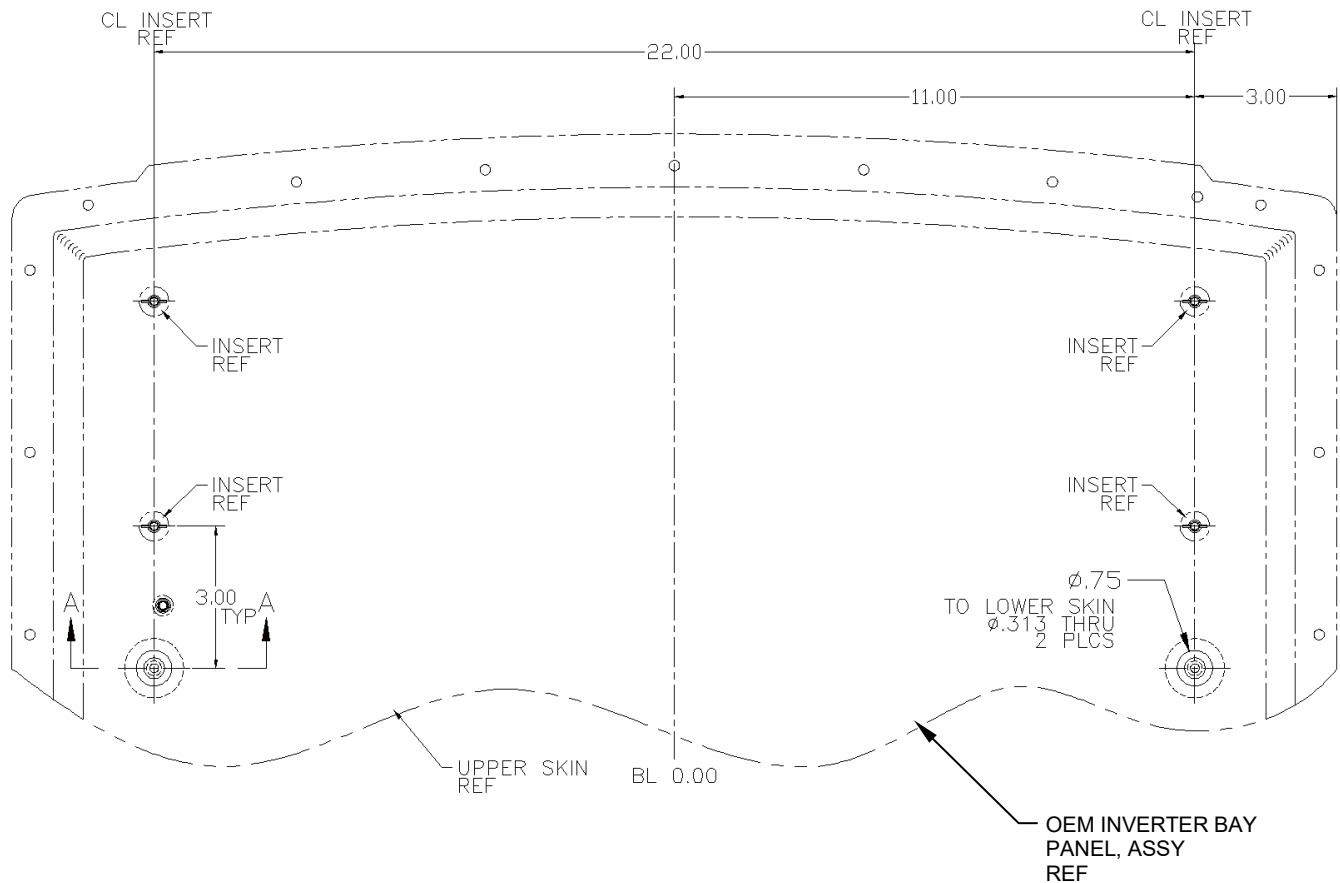 CL INSERT
REF
CL INSERT
REF
22.00
11.00
3.00
INSERT
REF
INSERT
REF
INSERT
REF
INSERT
REF
A
3.00
TYP
A
Ø.75
TO LOWER SKIN
Ø.313 THRU
2 PLCS
UPPER SKIN
REF
BL 0.00
OEM INVERTER BAY
PANEL, ASSY
REF